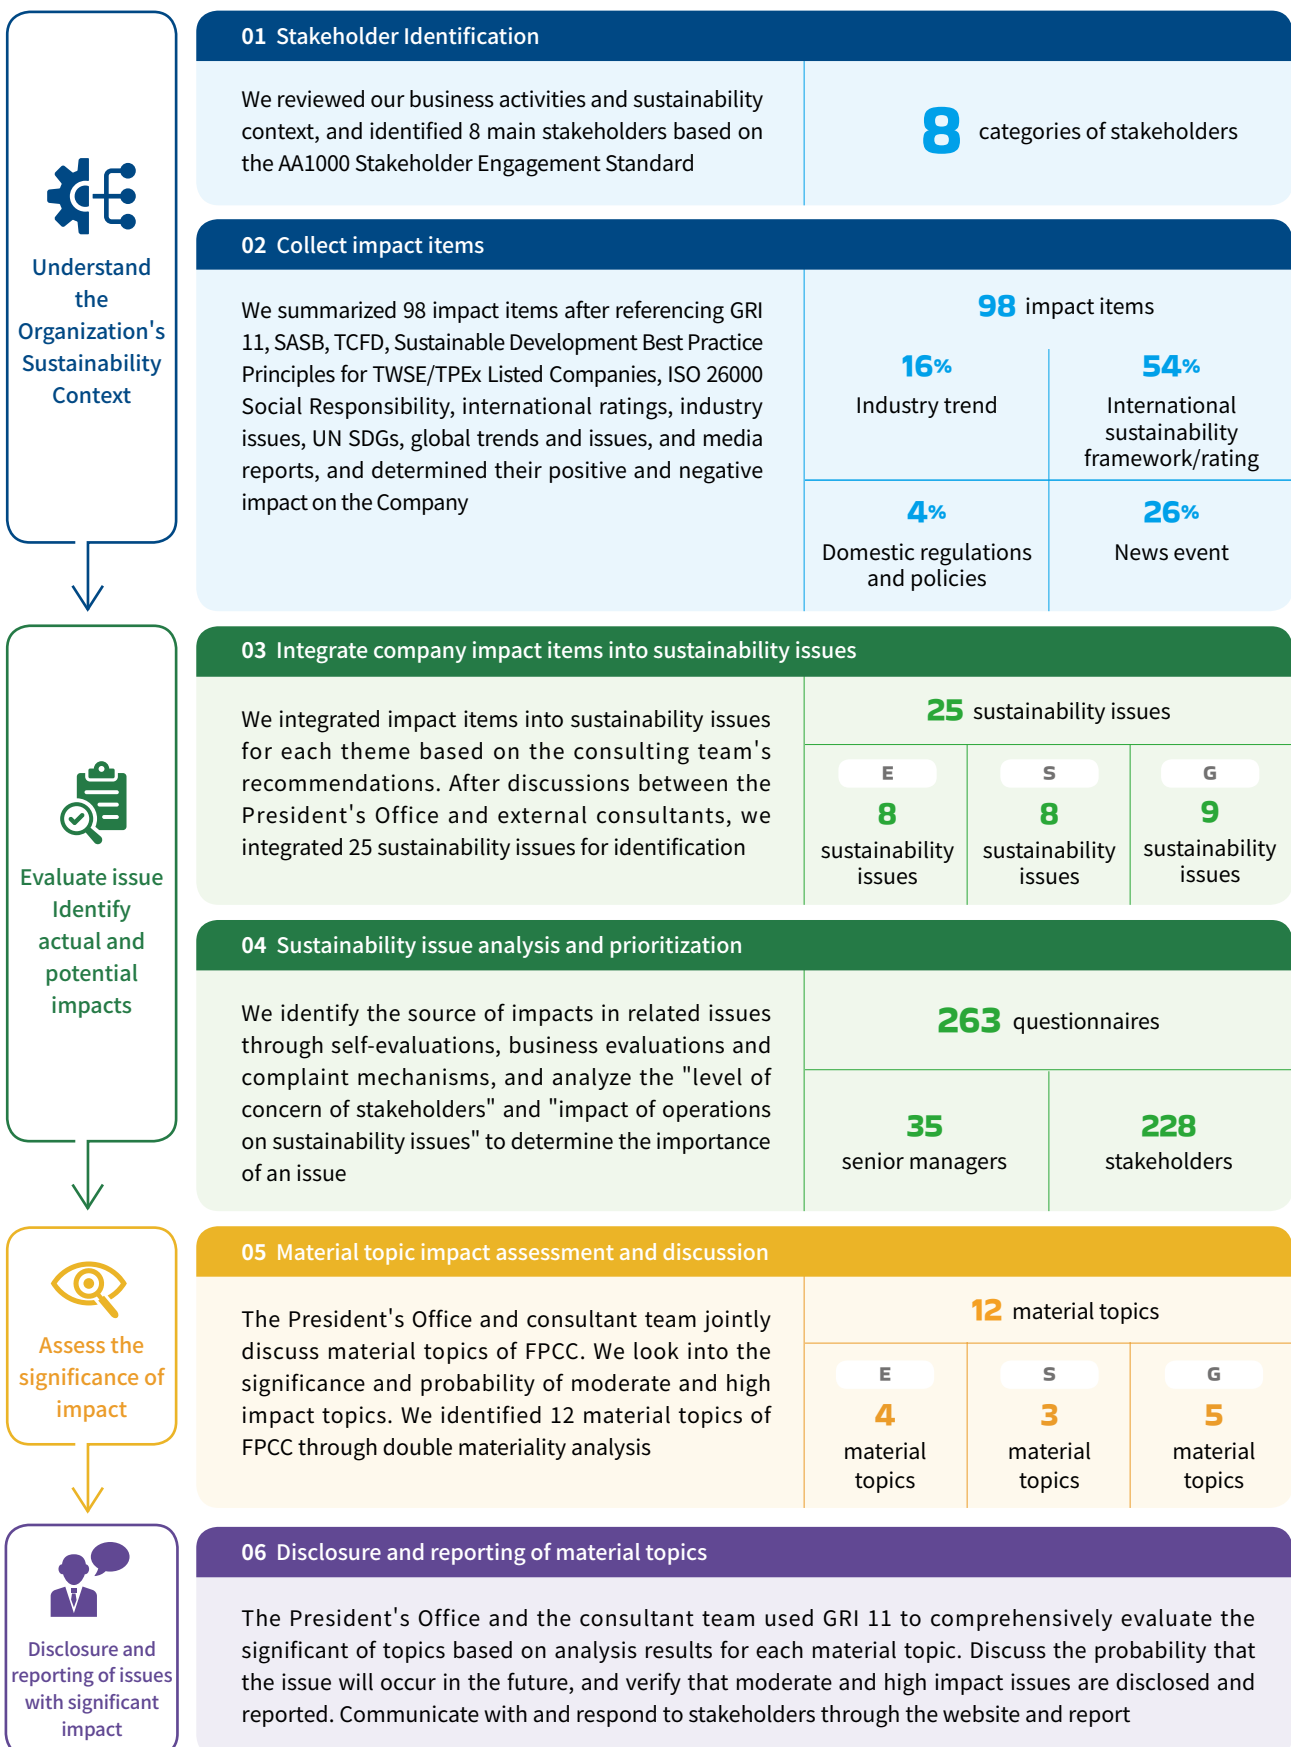 Understand
the
Organization's
Sustainability
Context
01 Stakeholder Identification
We reviewed our business activities and sustainability
context, and identified 8 main stakeholders based on
the AA1000 Stakeholder Engagement Standard
8 categories of stakeholders
02 Collect impact items
We summarized 98 impact items after referencing GRI
11, SASB, TCFD, Sustainable Development Best Practice
Principles for TWSE/TPEx Listed Companies, ISO 26000
Social Responsibility, international ratings, industry
issues, UN SDGs, global trends and issues, and media
reports, and determined their positive and negative
impact on the Company
98 impact items
16%
Industry trend
54%
International
sustainability
framework/rating
4%
Domestic regulations
and policies
26%
News event
Evaluate issue
Identify
actual and
potential
impacts
03 Integrate company impact items into sustainability issues
We integrated impact items into sustainability issues
for each theme based on the consulting team's
recommendations. After discussions between the
President's Office and external consultants, we
integrated 25 sustainability issues for identification
25 sustainability issues
E
8
sustainability
issues
S
8
sustainability
issues
G
9
sustainability
issues
04 Sustainability issue analysis and prioritization
We identify the source of impacts in related issues
through self-evaluations, business evaluations and
complaint mechanisms, and analyze the "level of
concern of stakeholders" and "impact of operations
on sustainability issues" to determine the importance
of an issue
263 questionnaires
35
senior managers
228
stakeholders
Assess the
significance of
impact
05 Material topic impact assessment and discussion
The President's Office and consultant team jointly
discuss material topics of FPCC. We look into the
significance and probability of moderate and high
impact topics. We identified 12 material topics of
FPCC through double materiality analysis
12 material topics
E
4
material
topics
S
3
material
topics
G
5
material
topics
Disclosure and
reporting of issues
with significant
impact
06 Disclosure and reporting of material topics
The President's Office and the consultant team used GRI 11 to comprehensively evaluate the
significant of topics based on analysis results for each material topic. Discuss the probability that
the issue will occur in the future, and verify that moderate and high impact issues are disclosed and
reported. Communicate with and respond to stakeholders through the website and report